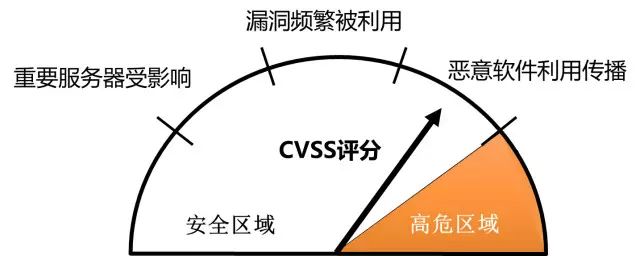 漏洞频繁被利用
重要服务器受影响
恶意软件利用传播
CVSS评分
安全区域
高危区域